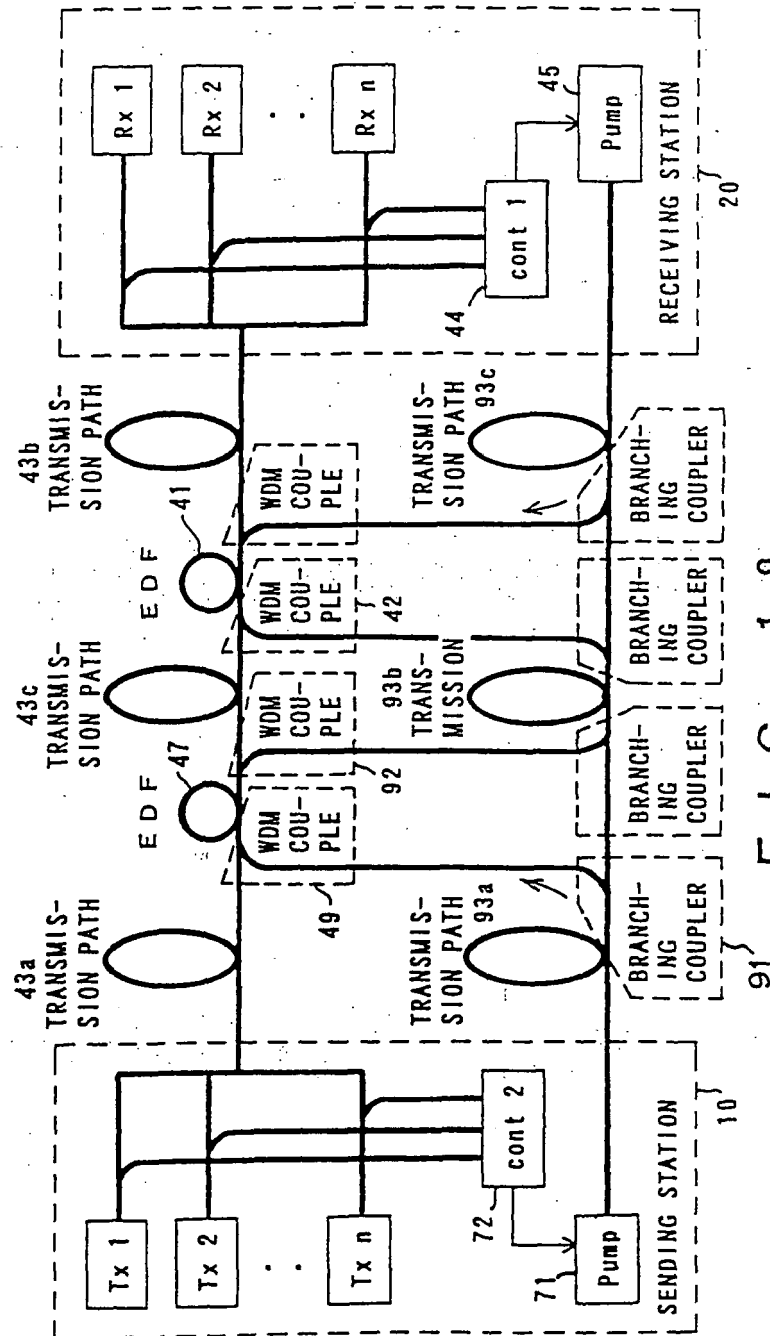 SENDING STATION
10
Tx 1
Tx 2
Tx n
cont 2
72
Pump
71
43a
TRANSMIS-
SION PATH
EDF
47
43c
TRANSMIS-
SION PATH
EDF
41
43b
TRANSMIS-
SION PATH
WDM
COU-
PLE
49
WDM
COU-
PLE
92
WDM
COU-
PLE
42
WDM
COU-
PLE
TRANSMIS-
SION PATH
93a
93b
TRANS-
MISSION
TRANSMIS-
SION PATH
93c
BRANCH-
ING
COUPLER
91
BRANCH-
ING
COUPLER
BRANCH-
ING
COUPLER
BRANCH-
ING
COUPLER
Rx 1
Rx 2
Rx n
cont 1
44
Pump
45
RECEIVING STATION
20